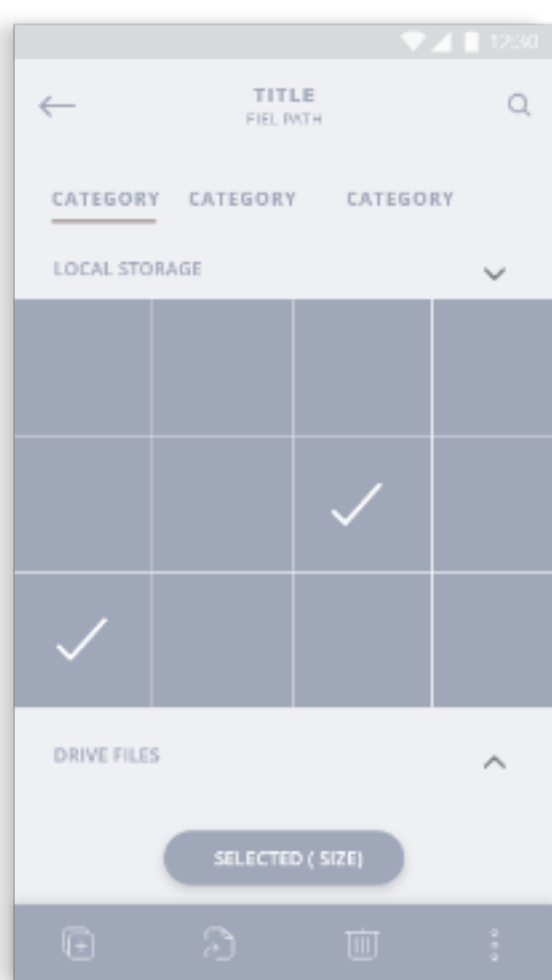 12:30
TITLE
FIEL PATH
CATEGORY CATEGORY CATEGORY
LOCAL STORAGE
DRIVE FILES
SELECTED ( SIZE)